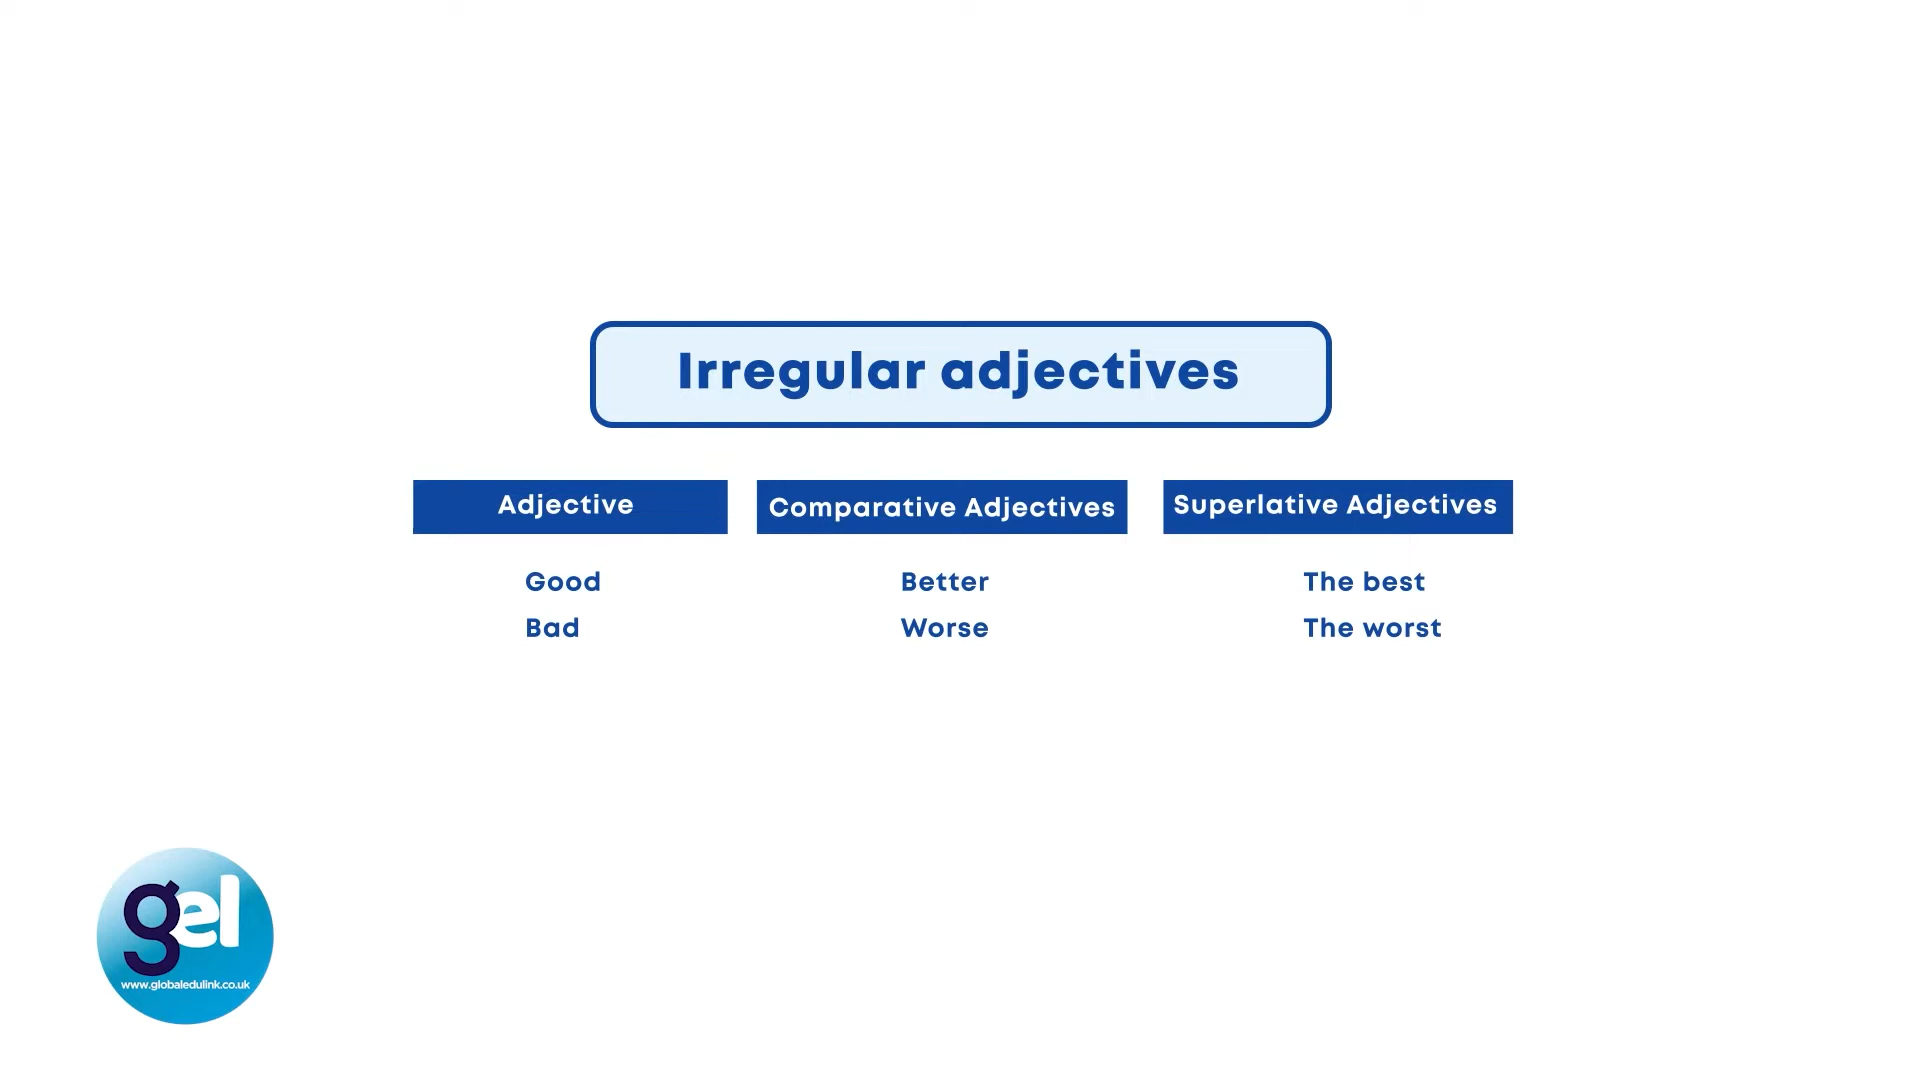 Irregular adjectives
Adjective Comparative Adjectives Superlative Adjectives
Good Better The best
Bad Worse The worst
gel
www.globaledulink.co.uk